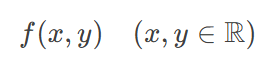 f(x, y)   (x, y ∈ ℝ)